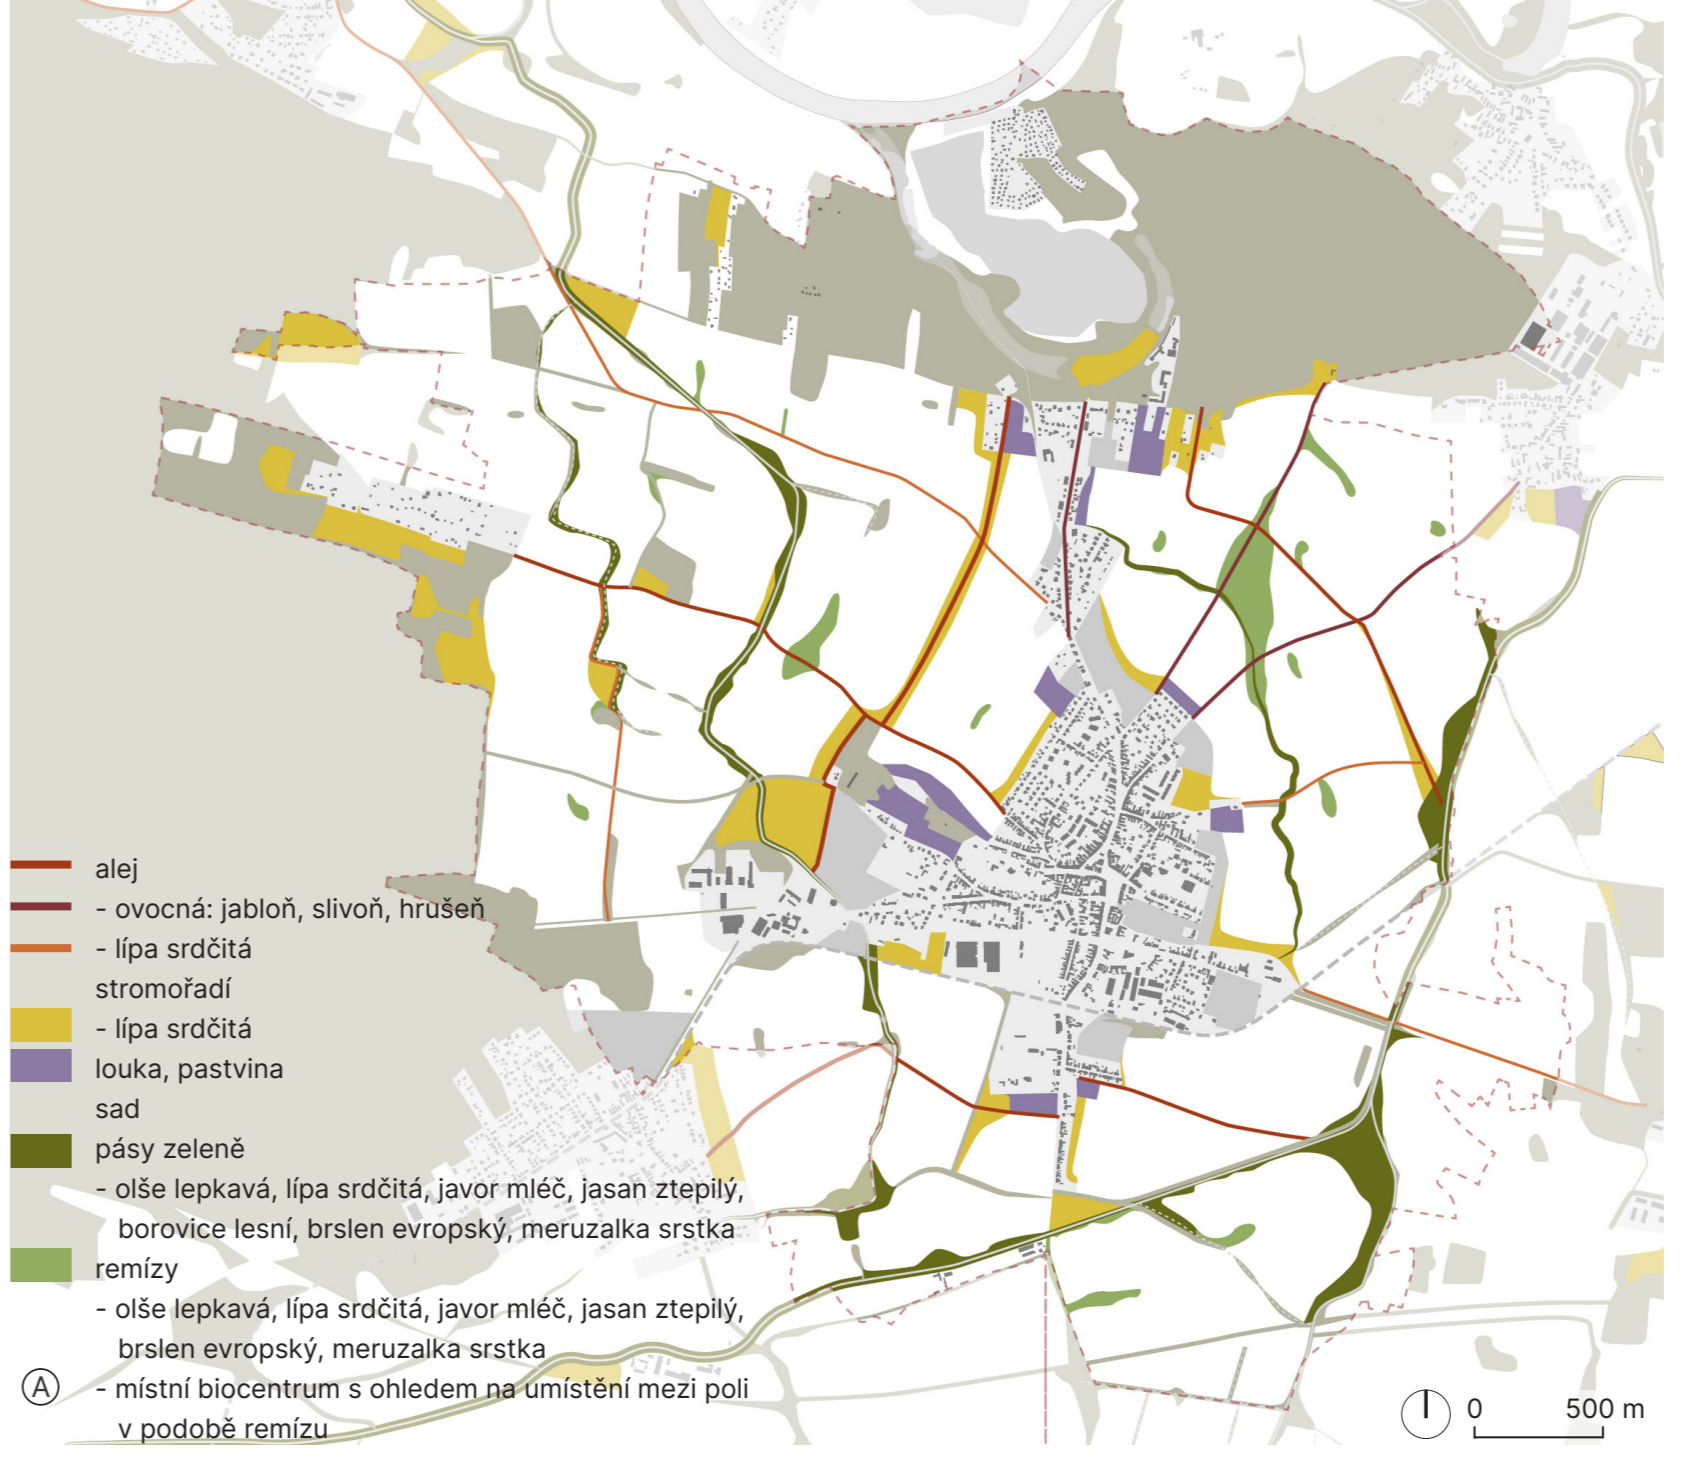 alej
- ovocná: jabloň, slivoň, hrušeň
- lípa srdčitá
stromořadí
- lípa srdčitá
louka, pastvina
sad
pásy zeleně
- olše lepkavá, lípa srdčitá, javor mléč, jasan ztepilý,
borovice lesní, brslen evropský, meruzalka srstka
remízy
- olše lepkavá, lípa srdčitá, javor mléč, jasan ztepilý,
brslen evropský, meruzalka srstka
A - místní biocentrum s ohledem na umístění mezi poli
v podobě remízu
0 500 m